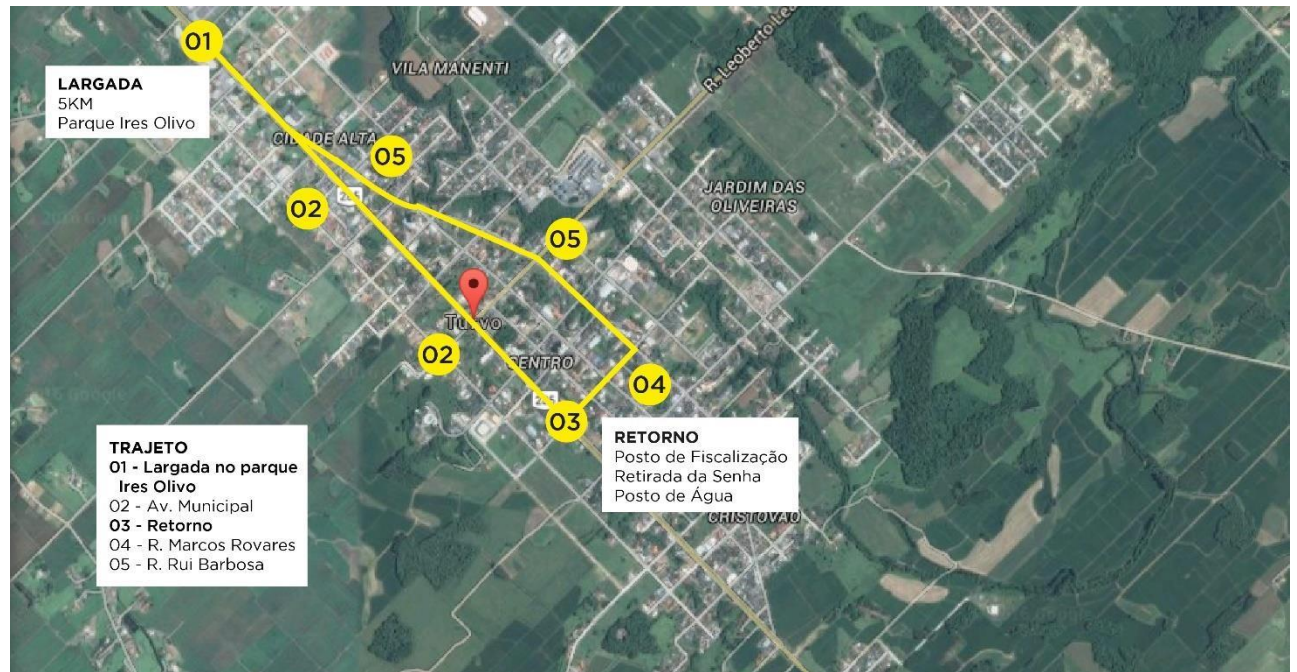 01
LARGADA
5KM
Parque Ires Olivo
VILA MANENTI
R. Leoberto Lea
CIDADE ALTA
05
02
JARDIM DAS
OLIVEIRAS
05
Turvo
02
CENTRO
04
03
RETORNO
Posto de Fiscalização
Retirada da Senha
Posto de Água
CRISTOVÃO
TRAJETO
01 - Largada no parque
Ires Olivo
02 - Av. Municipal
03 - Retorno
04 - R. Marcos Rovares
05 - R. Rui Barbosa